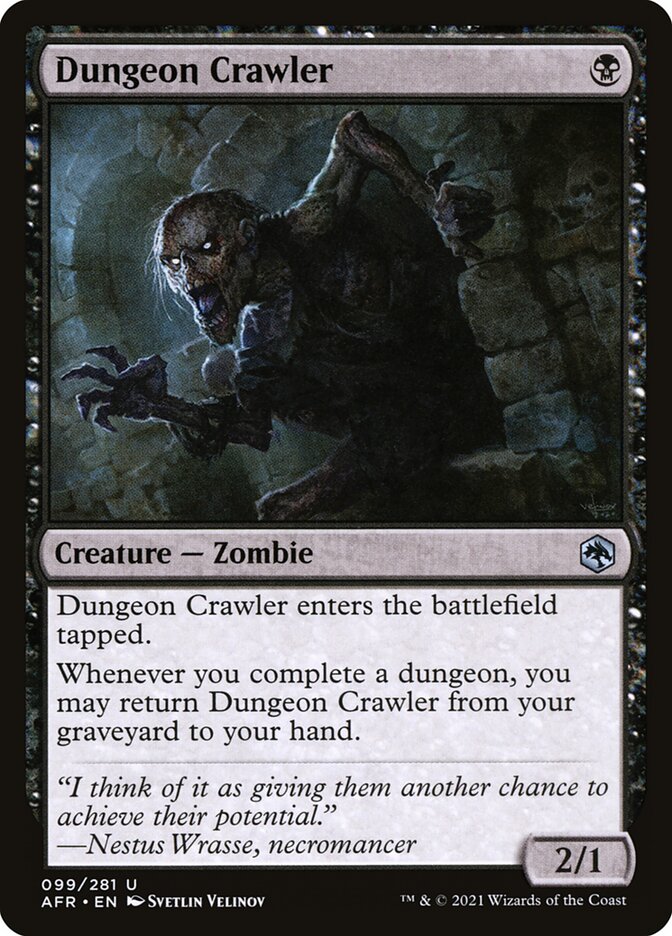 Dungeon Crawler
Creature — Zombie
Dungeon Crawler enters the battlefield
tapped.
Whenever you complete a dungeon, you
may return Dungeon Crawler from your
graveyard to your hand.
“I think of it as giving them another chance to
achieve their potential.”
—Nestus Wrasse, necromancer
2/1
099/281 U
AFR • EN Svetlin Velinov
™ & © 2021 Wizards of the Coast